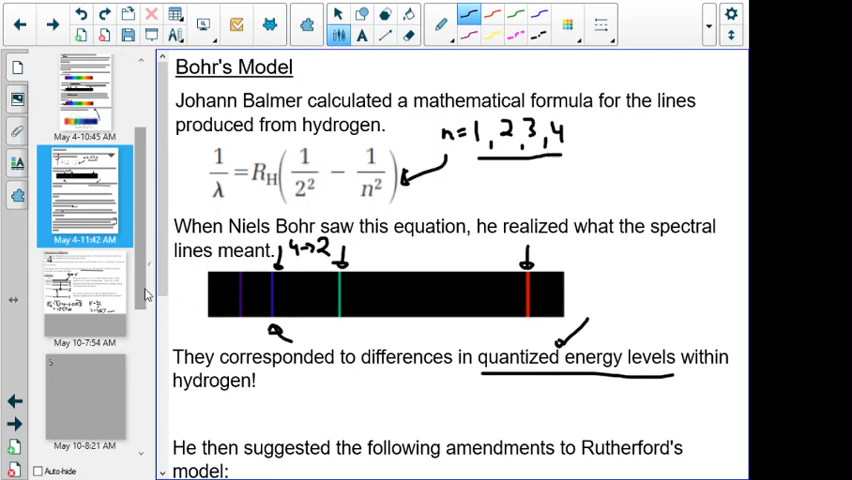 Bohr's Model
Johann Balmer calculated a mathematical formula for the lines
produced from hydrogen.
n=1,2,3,4
1/λ = R_H(1/2² − 1/n²)
When Niels Bohr saw this equation, he realized what the spectral
lines meant.
4→2
They corresponded to differences in quantized energy levels within
hydrogen!
He then suggested the following amendments to Rutherford's
model:
May 4-10:45 AM
May 4-11:42 AM
May 10-7:54 AM
May 10-8:21 AM
Auto-hide